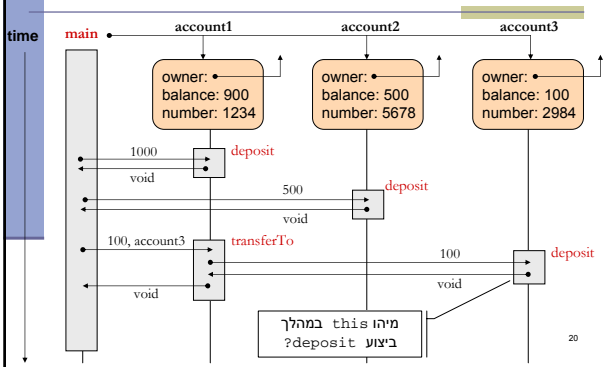 time
main
account1
account2
account3
owner:
balance: 900
number: 1234
owner:
balance: 500
number: 5678
owner:
balance: 100
number: 2984
1000
deposit
void
500
deposit
void
100, account3
transferTo
100
deposit
void
void
מיהו this במהלך
ביצוע deposit?
20